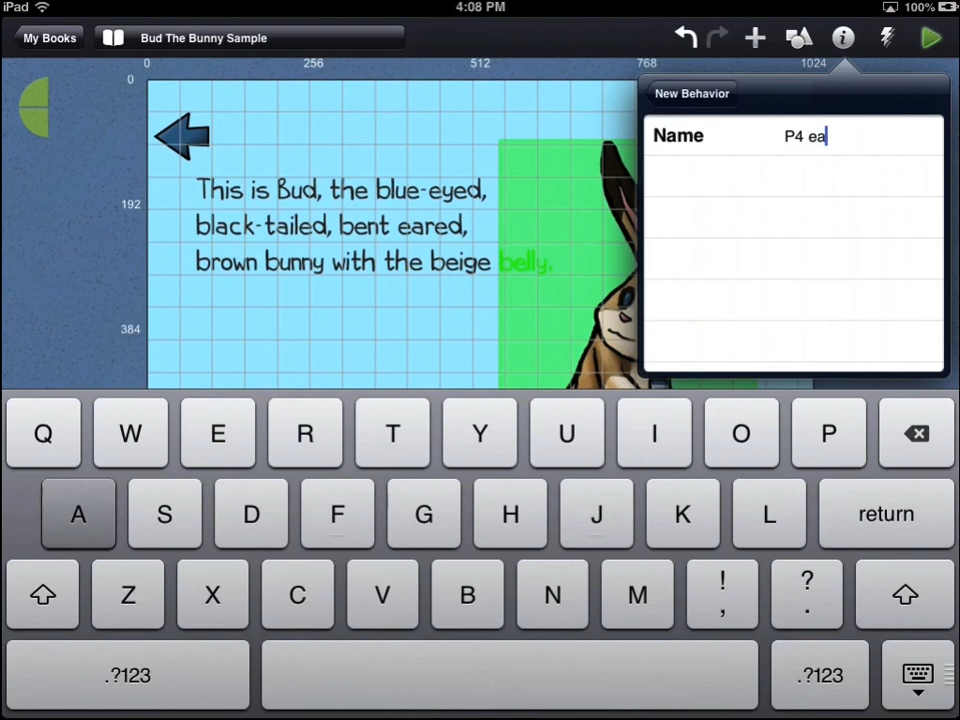 iPad 4:08 PM 100%
My Books Bud The Bunny Sample
0 256 512 768 1024
0
192
384
New Behavior
Name P4 ea
This is Bud, the blue-eyed,
black-tailed, bent eared,
brown bunny with the beige belly.
Q W E R T Y U I O P
A S D F G H J K L return
Z X C V B N M ! , ? .
.?123 .?123